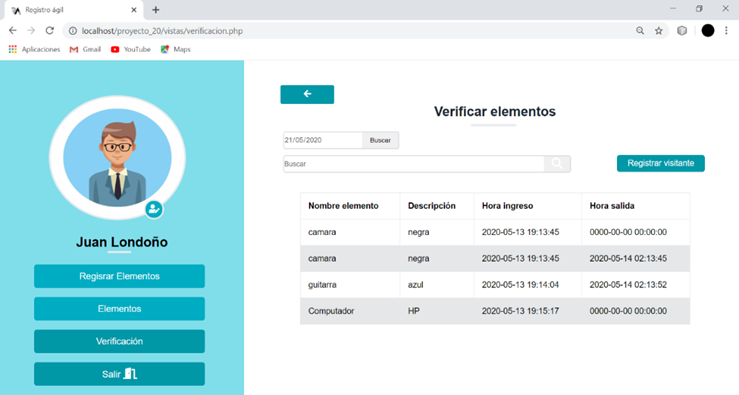 Registro ágil
localhost/proyecto_20/vistas/verificacion.php
Aplicaciones Gmail YouTube Maps
Verificar elementos
21/05/2020 Buscar
Buscar
Registrar visitante
Juan Londoño
Regisrar Elementos
Elementos
Verificación
Salir
Nombre elemento Descripción Hora ingreso Hora salida
camara negra 2020-05-13 19:13:45 0000-00-00 00:00:00
camara negra 2020-05-13 19:13:45 2020-05-14 02:13:45
guitarra azul 2020-05-13 19:14:04 2020-05-14 02:13:52
Computador HP 2020-05-13 19:15:17 0000-00-00 00:00:00